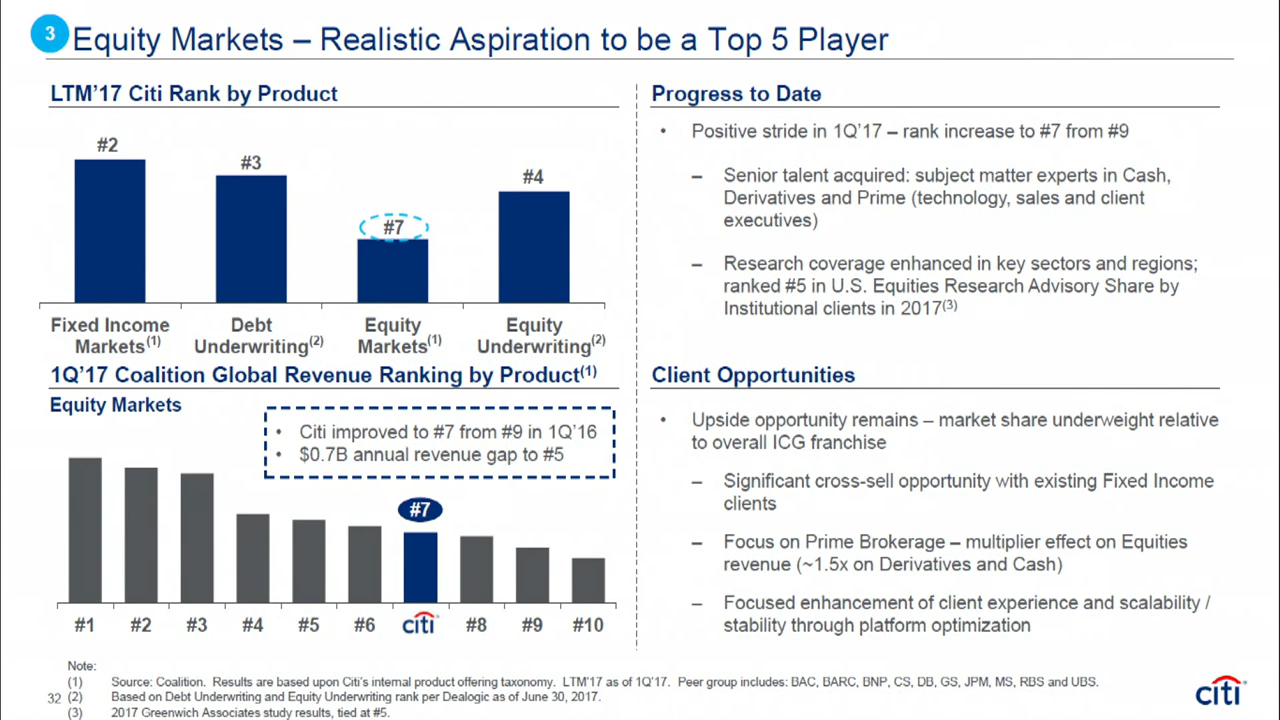 3
Equity Markets – Realistic Aspiration to be a Top 5 Player
LTM’17 Citi Rank by Product
#2
#3
#7
#4
Fixed Income
Markets(1)
Debt
Underwriting(2)
Equity
Markets(1)
Equity
Underwriting(2)
1Q’17 Coalition Global Revenue Ranking by Product(1)
Equity Markets
• Citi improved to #7 from #9 in 1Q’16
• $0.7B annual revenue gap to #5
#7
#1 #2 #3 #4 #5 #6 citi #8 #9 #10
Progress to Date
• Positive stride in 1Q’17 – rank increase to #7 from #9
– Senior talent acquired: subject matter experts in Cash,
Derivatives and Prime (technology, sales and client
executives)
– Research coverage enhanced in key sectors and regions;
ranked #5 in U.S. Equities Research Advisory Share by
Institutional clients in 2017(3)
Client Opportunities
• Upside opportunity remains – market share underweight relative
to overall ICG franchise
– Significant cross-sell opportunity with existing Fixed Income
clients
– Focus on Prime Brokerage – multiplier effect on Equities
revenue (~1.5x on Derivatives and Cash)
– Focused enhancement of client experience and scalability /
stability through platform optimization
Note:
(1) Source: Coalition. Results are based upon Citi’s internal product offering taxonomy. LTM’17 as of 1Q’17. Peer group includes: BAC, BARC, BNP, CS, DB, GS, JPM, MS, RBS and UBS.
32 (2) Based on Debt Underwriting and Equity Underwriting rank per Dealogic as of June 30, 2017.
(3) 2017 Greenwich Associates study results, tied at #5.
citi